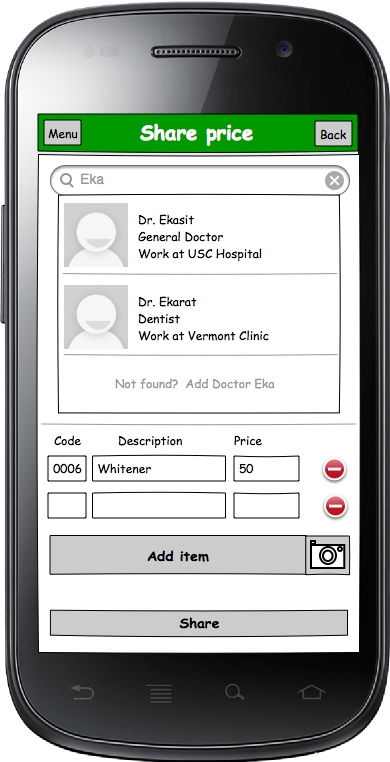 Menu Share price Back
Eka
Dr. Ekasit
General Doctor
Work at USC Hospital
Dr. Ekarat
Dentist
Work at Vermont Clinic
Not found? Add Doctor Eka
Code Description Price
0006 Whitener 50
Add item
Share